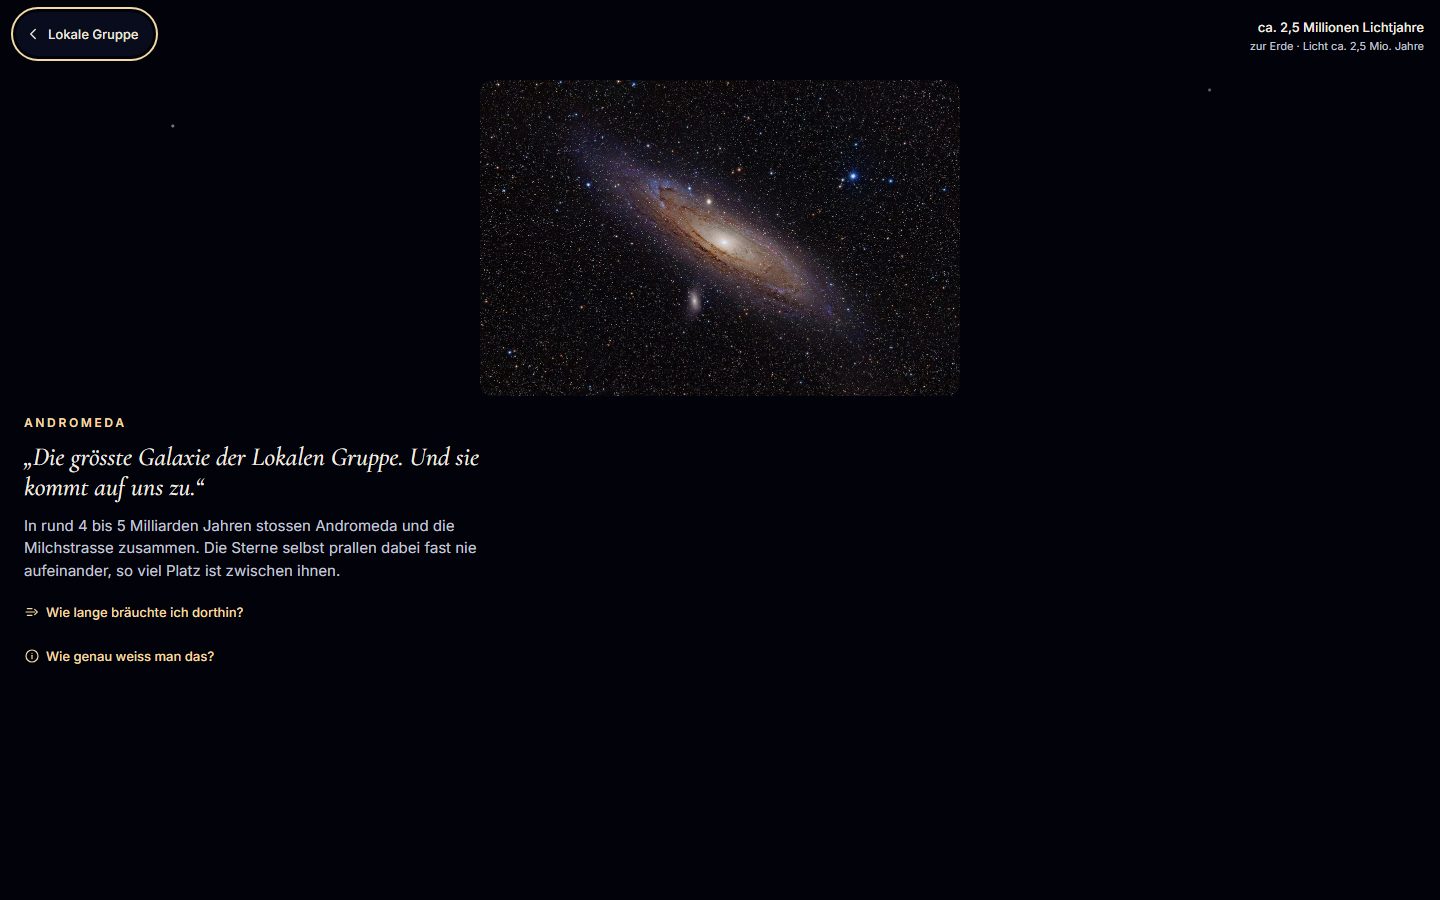 Lokale Gruppe
ca. 2,5 Millionen Lichtjahre
zur Erde · Licht ca. 2,5 Mio. Jahre
ANDROMEDA
„Die grösste Galaxie der Lokalen Gruppe. Und sie
kommt auf uns zu.“
In rund 4 bis 5 Milliarden Jahren stossen Andromeda und die
Milchstrasse zusammen. Die Sterne selbst prallen dabei fast nie
aufeinander, so viel Platz ist zwischen ihnen.
Wie lange bräuchte ich dorthin?
Wie genau weiss man das?